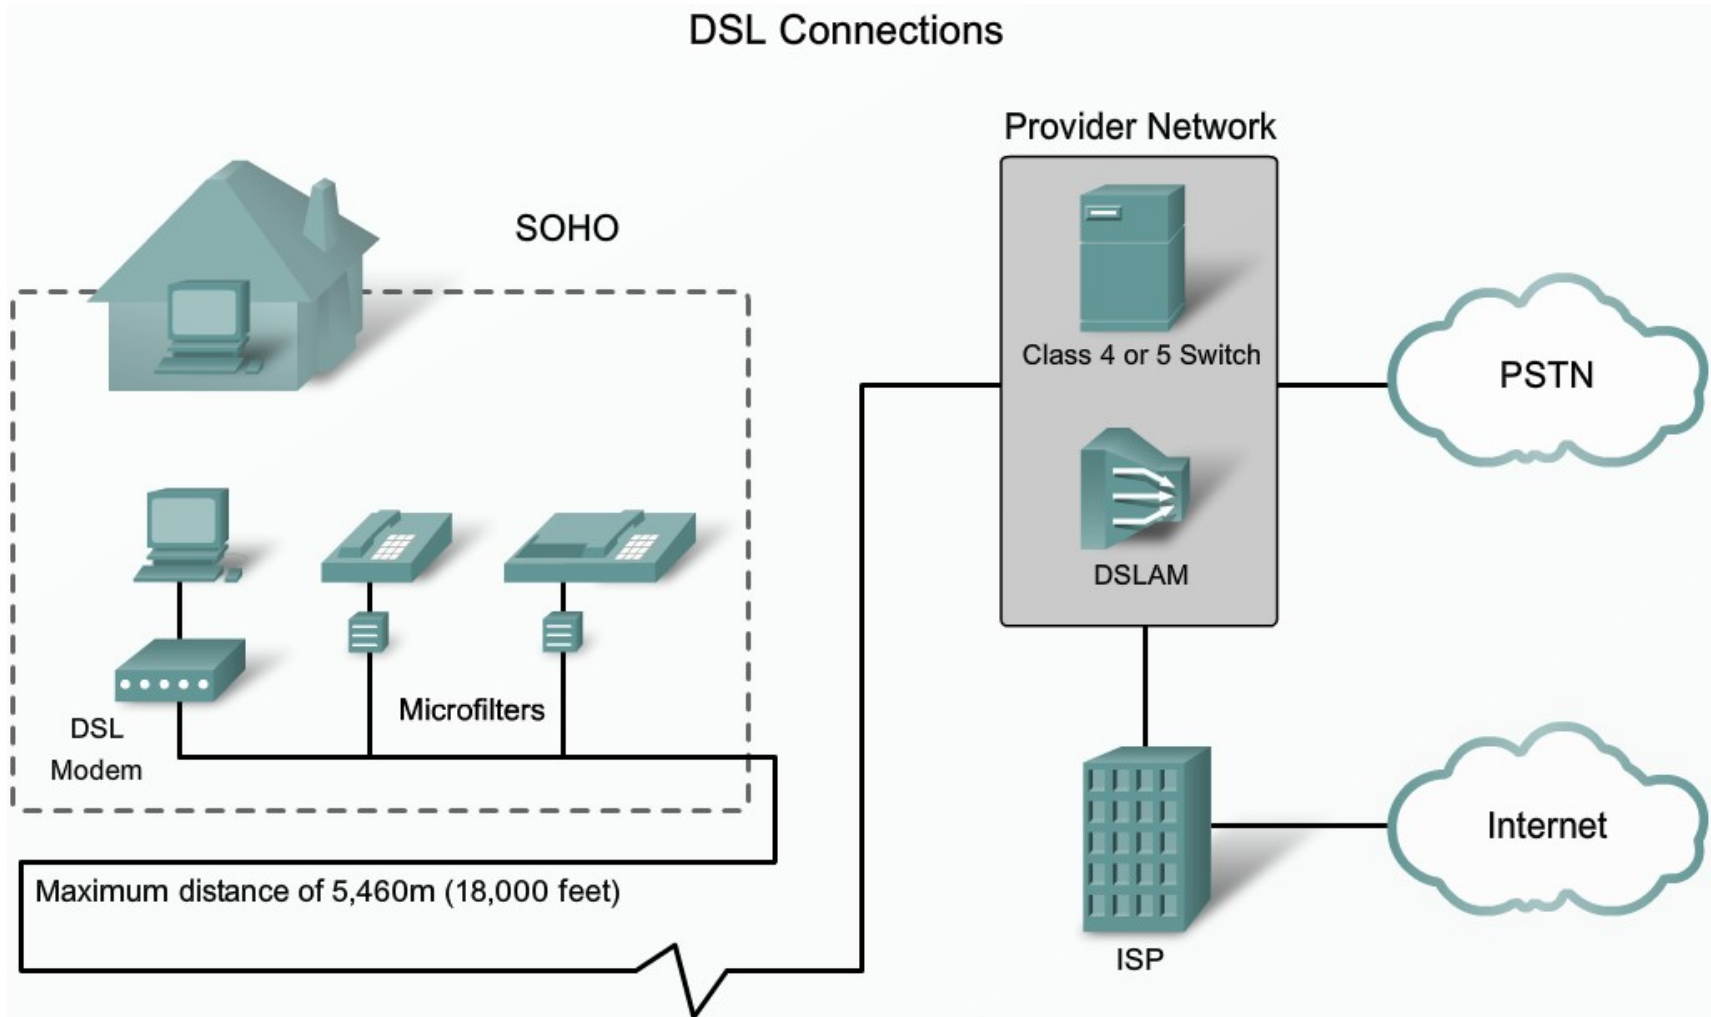 DSL Connections
Provider Network
SOHO
Class 4 or 5 Switch
PSTN
DSLAM
Microfilters
DSL
Modem
Internet
Maximum distance of 5,460m (18,000 feet)
ISP